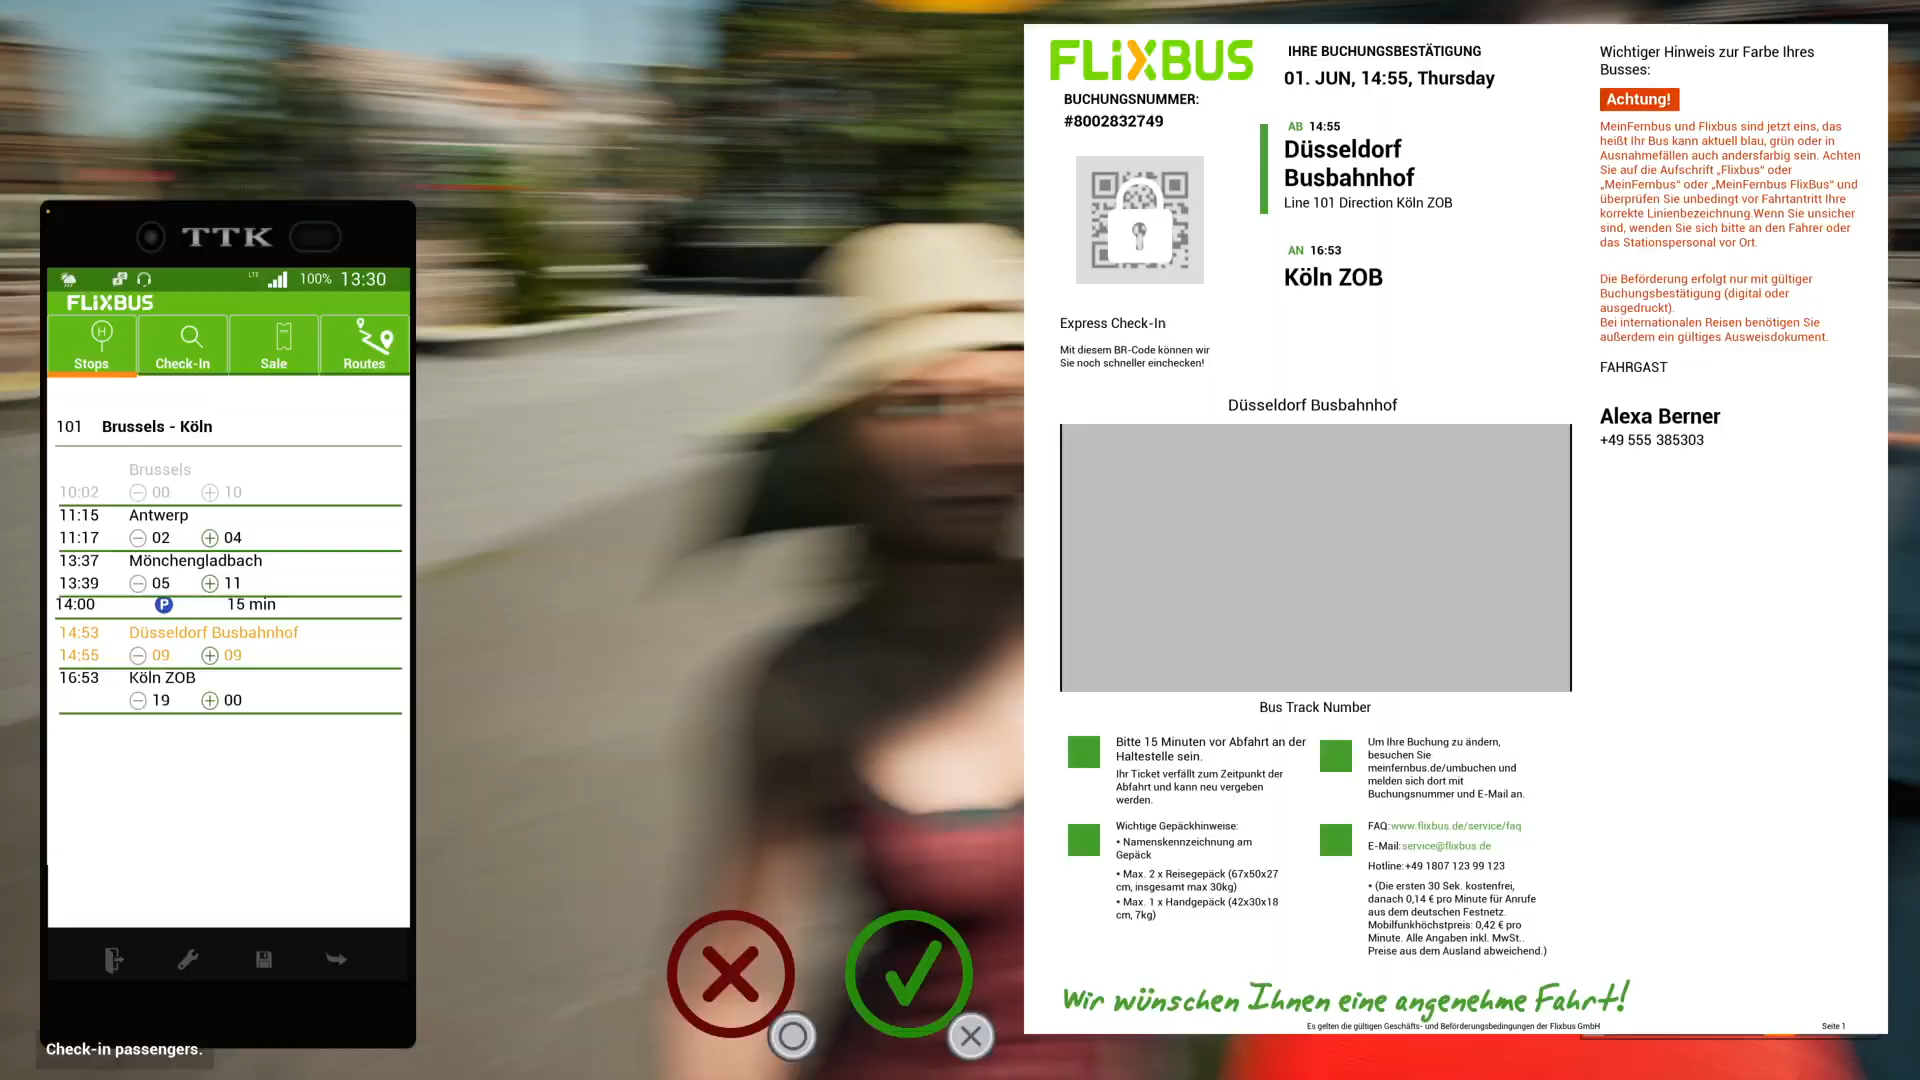 TTK
LTE 100% 13:30
FLiXBUS
H
Stops Check-In Sale Routes
101 Brussels - Köln
Brussels
10:02 00 10
11:15 Antwerp
11:17 02 04
13:37 Mönchengladbach
13:39 05 11
14:00 P 15 min
14:53 Düsseldorf Busbahnhof
14:55 09 09
16:53 Köln ZOB
19 00
Check-in passengers.
FLiXBUS
BUCHUNGSNUMMER:
#8002832749
IHRE BUCHUNGSBESTÄTIGUNG
01. JUN, 14:55, Thursday
AB 14:55
Düsseldorf
Busbahnhof
Line 101 Direction Köln ZOB
AN 16:53
Köln ZOB
Express Check-In
Mit diesem BR-Code können wir
Sie noch schneller einchecken!
Düsseldorf Busbahnhof
Bus Track Number
Bitte 15 Minuten vor Abfahrt an der
Haltestelle sein.
Ihr Ticket verfällt zum Zeitpunkt der
Abfahrt und kann neu vergeben
werden.
Wichtige Gepäckhinweise:
• Namenskennzeichnung am
Gepäck
• Max. 2 x Reisegepäck (67x50x27
cm, insgesamt max 30kg)
• Max. 1 x Handgepäck (42x30x18
cm, 7kg)
Um Ihre Buchung zu ändern,
besuchen Sie
meinfernbus.de/umbuchen und
melden sich dort mit
Buchungsnummer und E-Mail an.
FAQ: www.flixbus.de/service/faq
E-Mail: service@flixbus.de
Hotline: +49 1807 123 99 123
• (Die ersten 30 Sek. kostenfrei,
danach 0,14 € pro Minute für Anrufe
aus dem deutschen Festnetz.
Mobilfunkhöchstpreis: 0,42 € pro
Minute. Alle Angaben inkl. MwSt..
Preise aus dem Ausland abweichend.)
Wichtiger Hinweis zur Farbe Ihres
Busses:
Achtung!
MeinFernbus und Flixbus sind jetzt eins, das
heißt Ihr Bus kann aktuell blau, grün oder in
Ausnahmefällen auch andersfarbig sein. Achten
Sie auf die Aufschrift „Flixbus“ oder
„MeinFernbus“ oder „MeinFernbus FlixBus“ und
überprüfen Sie unbedingt vor Fahrtantritt Ihre
korrekte Linienbezeichnung.Wenn Sie unsicher
sind, wenden Sie sich bitte an den Fahrer oder
das Stationspersonal vor Ort.
Die Beförderung erfolgt nur mit gültiger
Buchungsbestätigung (digital oder
ausgedruckt).
Bei internationalen Reisen benötigen Sie
außerdem ein gültiges Ausweisdokument.
FAHRGAST
Alexa Berner
+49 555 385303
Wir wünschen Ihnen eine angenehme Fahrt!
Es gelten die gültigen Geschäfts- und Beförderungsbedingungen der Flixbus GmbH
Seite 1